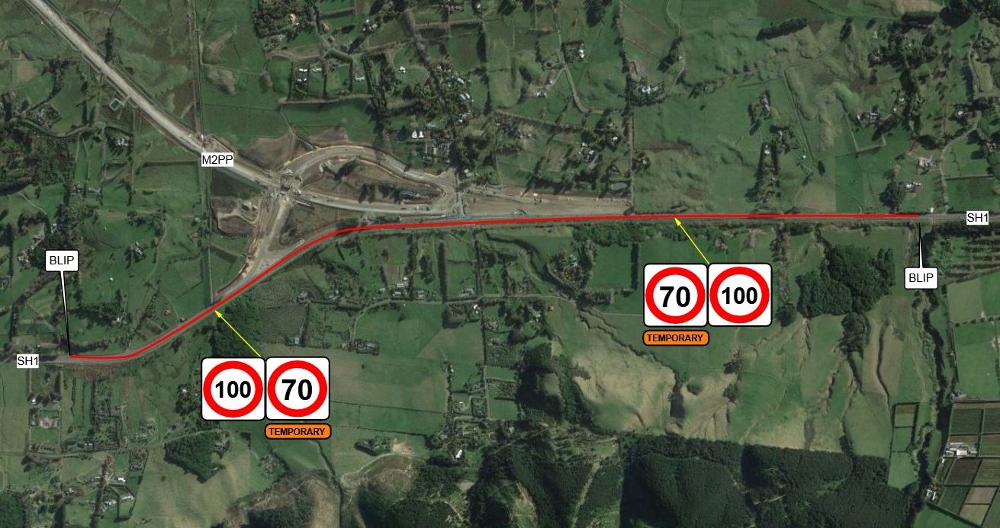 M2PP
SH1
BLIP
BLIP
70 100
TEMPORARY
SH1
100 70
TEMPORARY